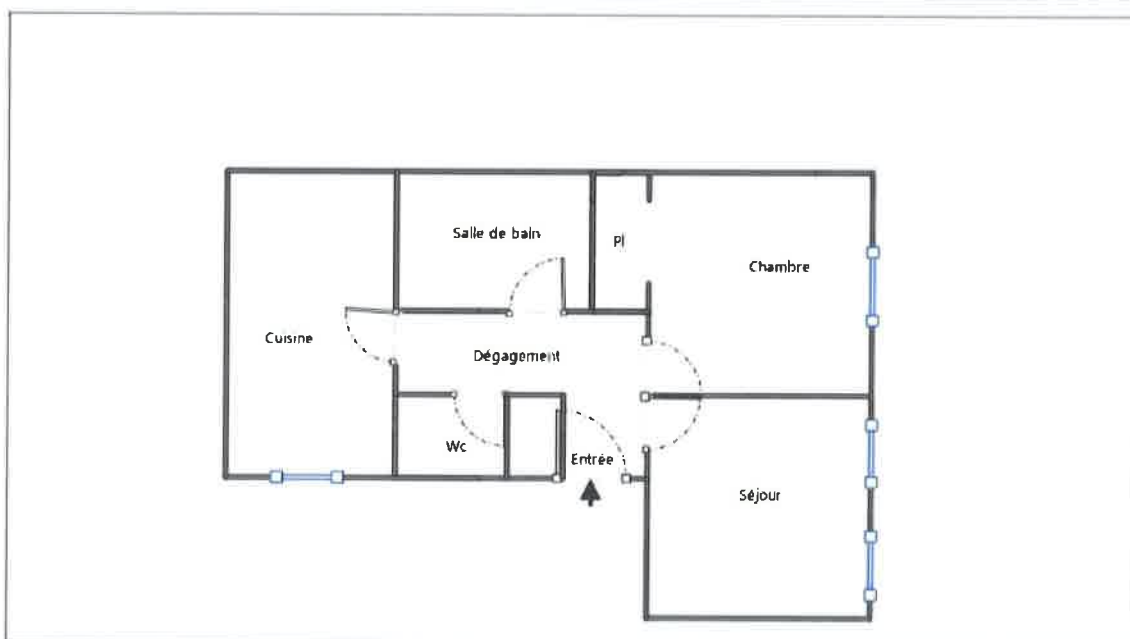 Salle de bain
Pl
Chambre
Cuisine
Dégagement
Wc
Entrée
Séjour